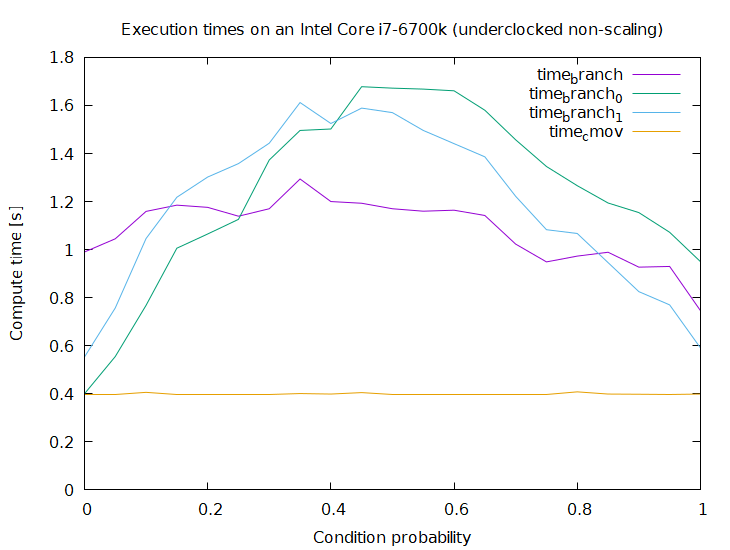 Execution times on an Intel Core i7-6700k (underclocked non-scaling)
1.8
1.6
1.4
1.2
1
0.8
0.6
0.4
0.2
0
time_branch
time_branch_0
time_branch_1
time_cmov
Compute time [s]
0 0.2 0.4 0.6 0.8 1
Condition probability